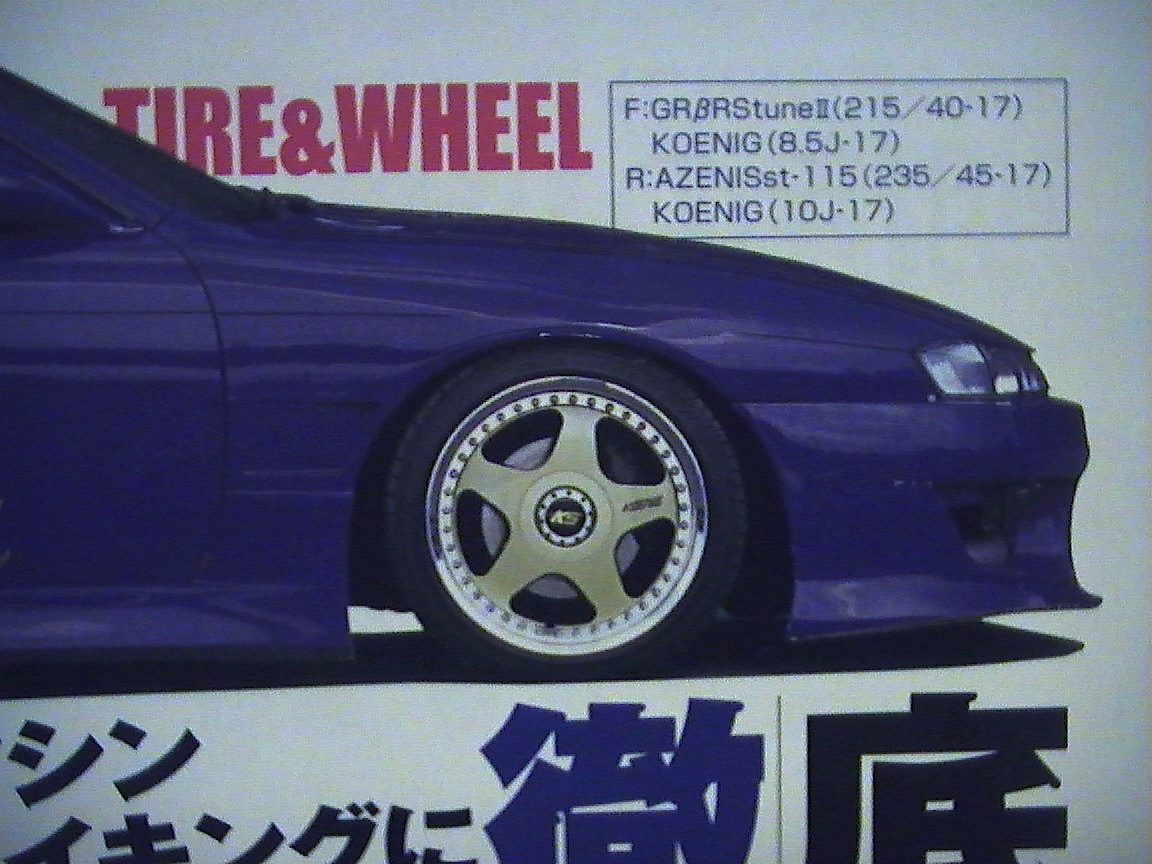 TIRE&WHEEL
F:GRβRStuneⅡ(215／40-17)
KOENIG(8.5J-17)
R:AZENISst-115(235／45-17)
KOENIG(10J-17)
シン
イキングに
徹底